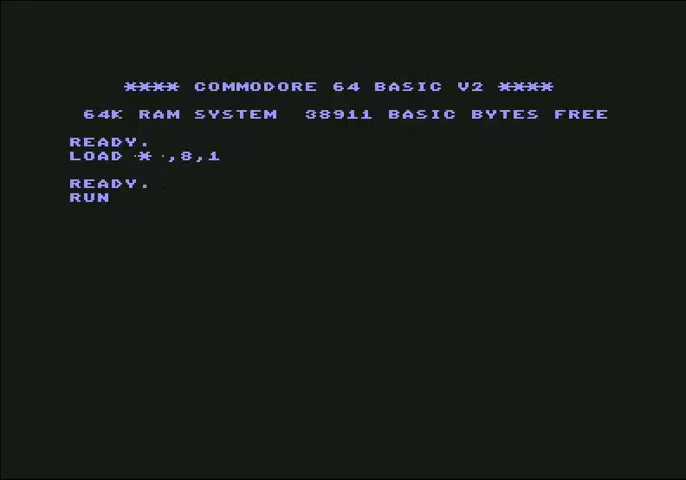 **** COMMODORE 64 BASIC V2 ****
64K RAM SYSTEM  38911 BASIC BYTES FREE
READY.
LOAD * ,8,1
READY.
RUN